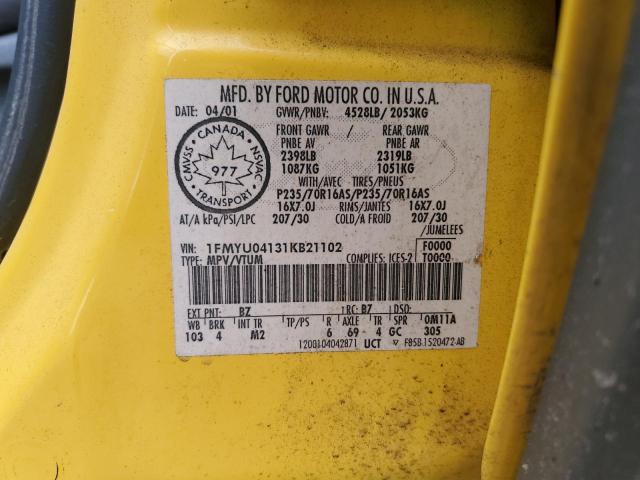 MFD. BY FORD MOTOR CO. IN U.S.A.
DATE: 04/01 GVWR/PNBV: 4528LB/ 2053KG
FRONT GAWR / REAR GAWR
PNBE AV PNBE AR
2398LB 2319LB
1087KG / 1051KG
WITH/AVEC TIRES/PNEUS
P235/70R16AS/P235/70R16AS
16X7.0J RIMS/JANTES 16X7.0J
AT/A kPa/PSI/LPC 207/30 COLD/A FROID 207/30
/JUMELEES
CANADA
CMVSS NSVAC
977
TRANSPORT
VIN: 1FMYU04131KB21102 F0000
TYPE: MPV/VTUM COMPLIES: ICES-2 T0000
EXT PNT: BZ RC: B7 DSO:
WB BRK INT TR TP/PS R AXLE TR SPR 0M11A
103 4 M2 6 69- 4 GC 305
1200104042871 UCT F85B-1520472-AB